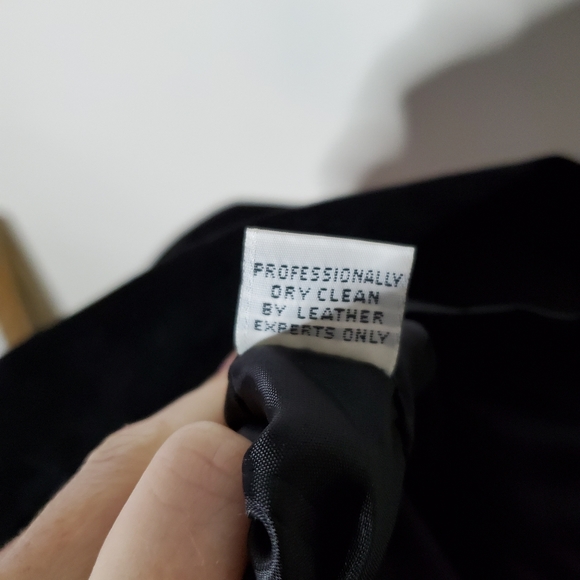 PROFESSIONALLY
DRY CLEAN
BY LEATHER
EXPERTS ONLY